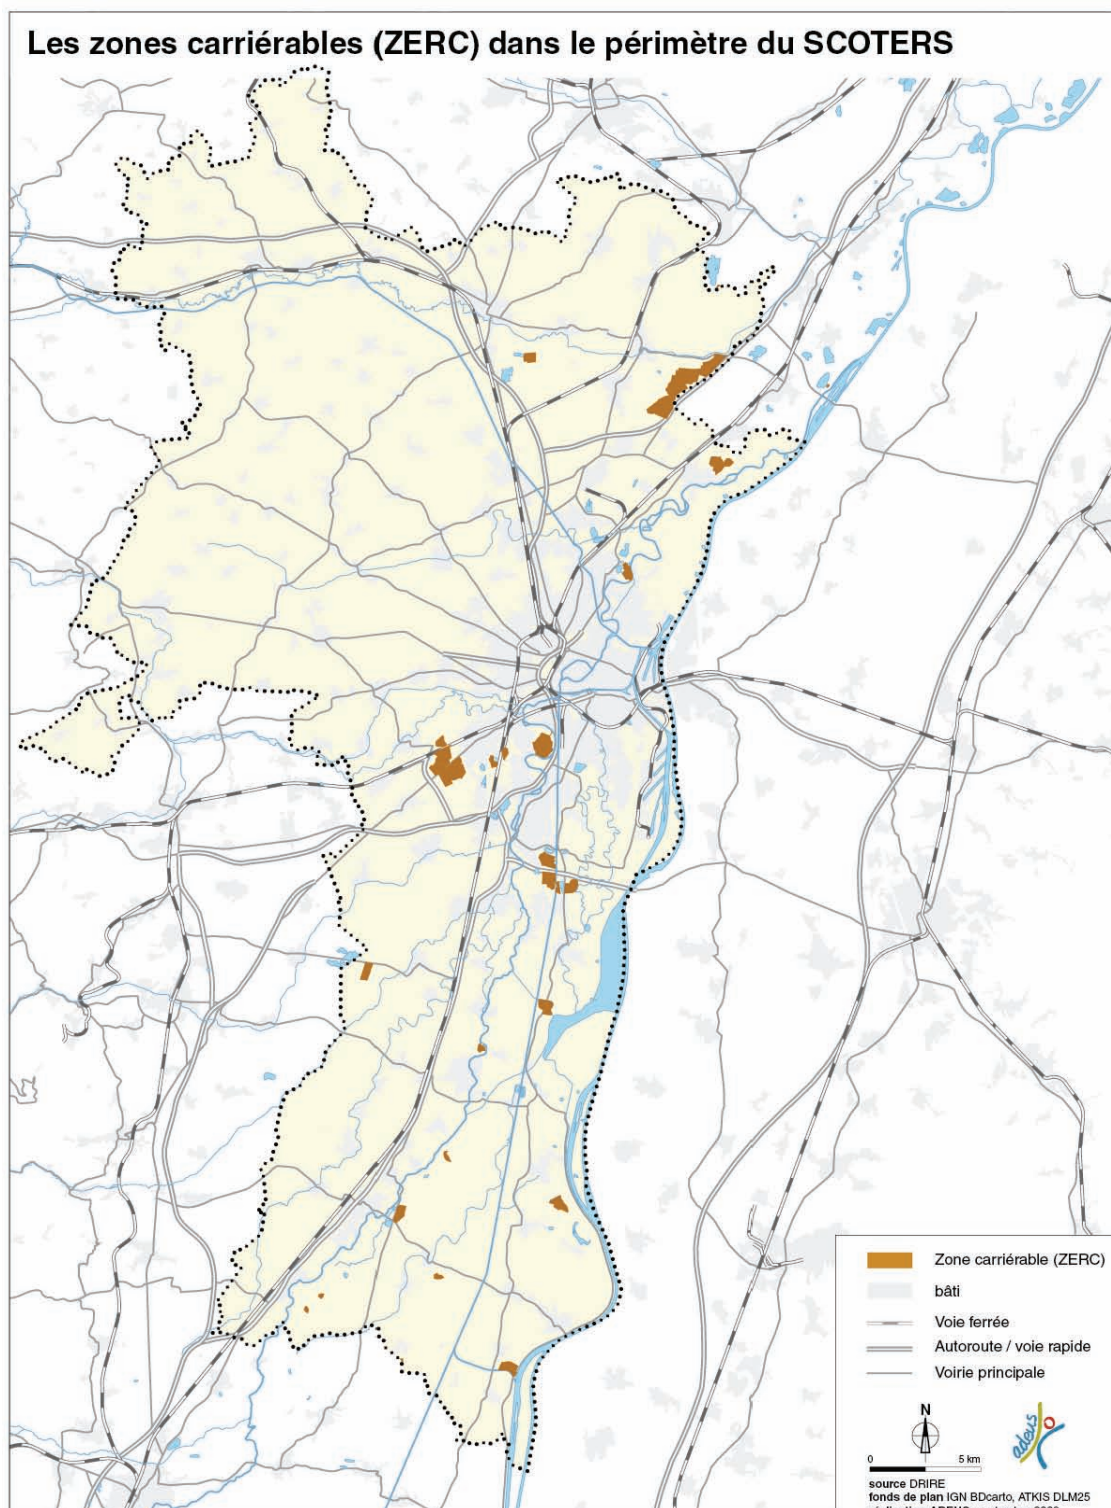 Les zones carriérables (ZERC) dans le périmètre du SCOTERS
Zone carriérable (ZERC)
bâti
Voie ferrée
Autoroute / voie rapide
Voirie principale
N
0 5 km
adeus
source DRIRE
fonds de plan IGN BDcarto, ATKIS DLM25